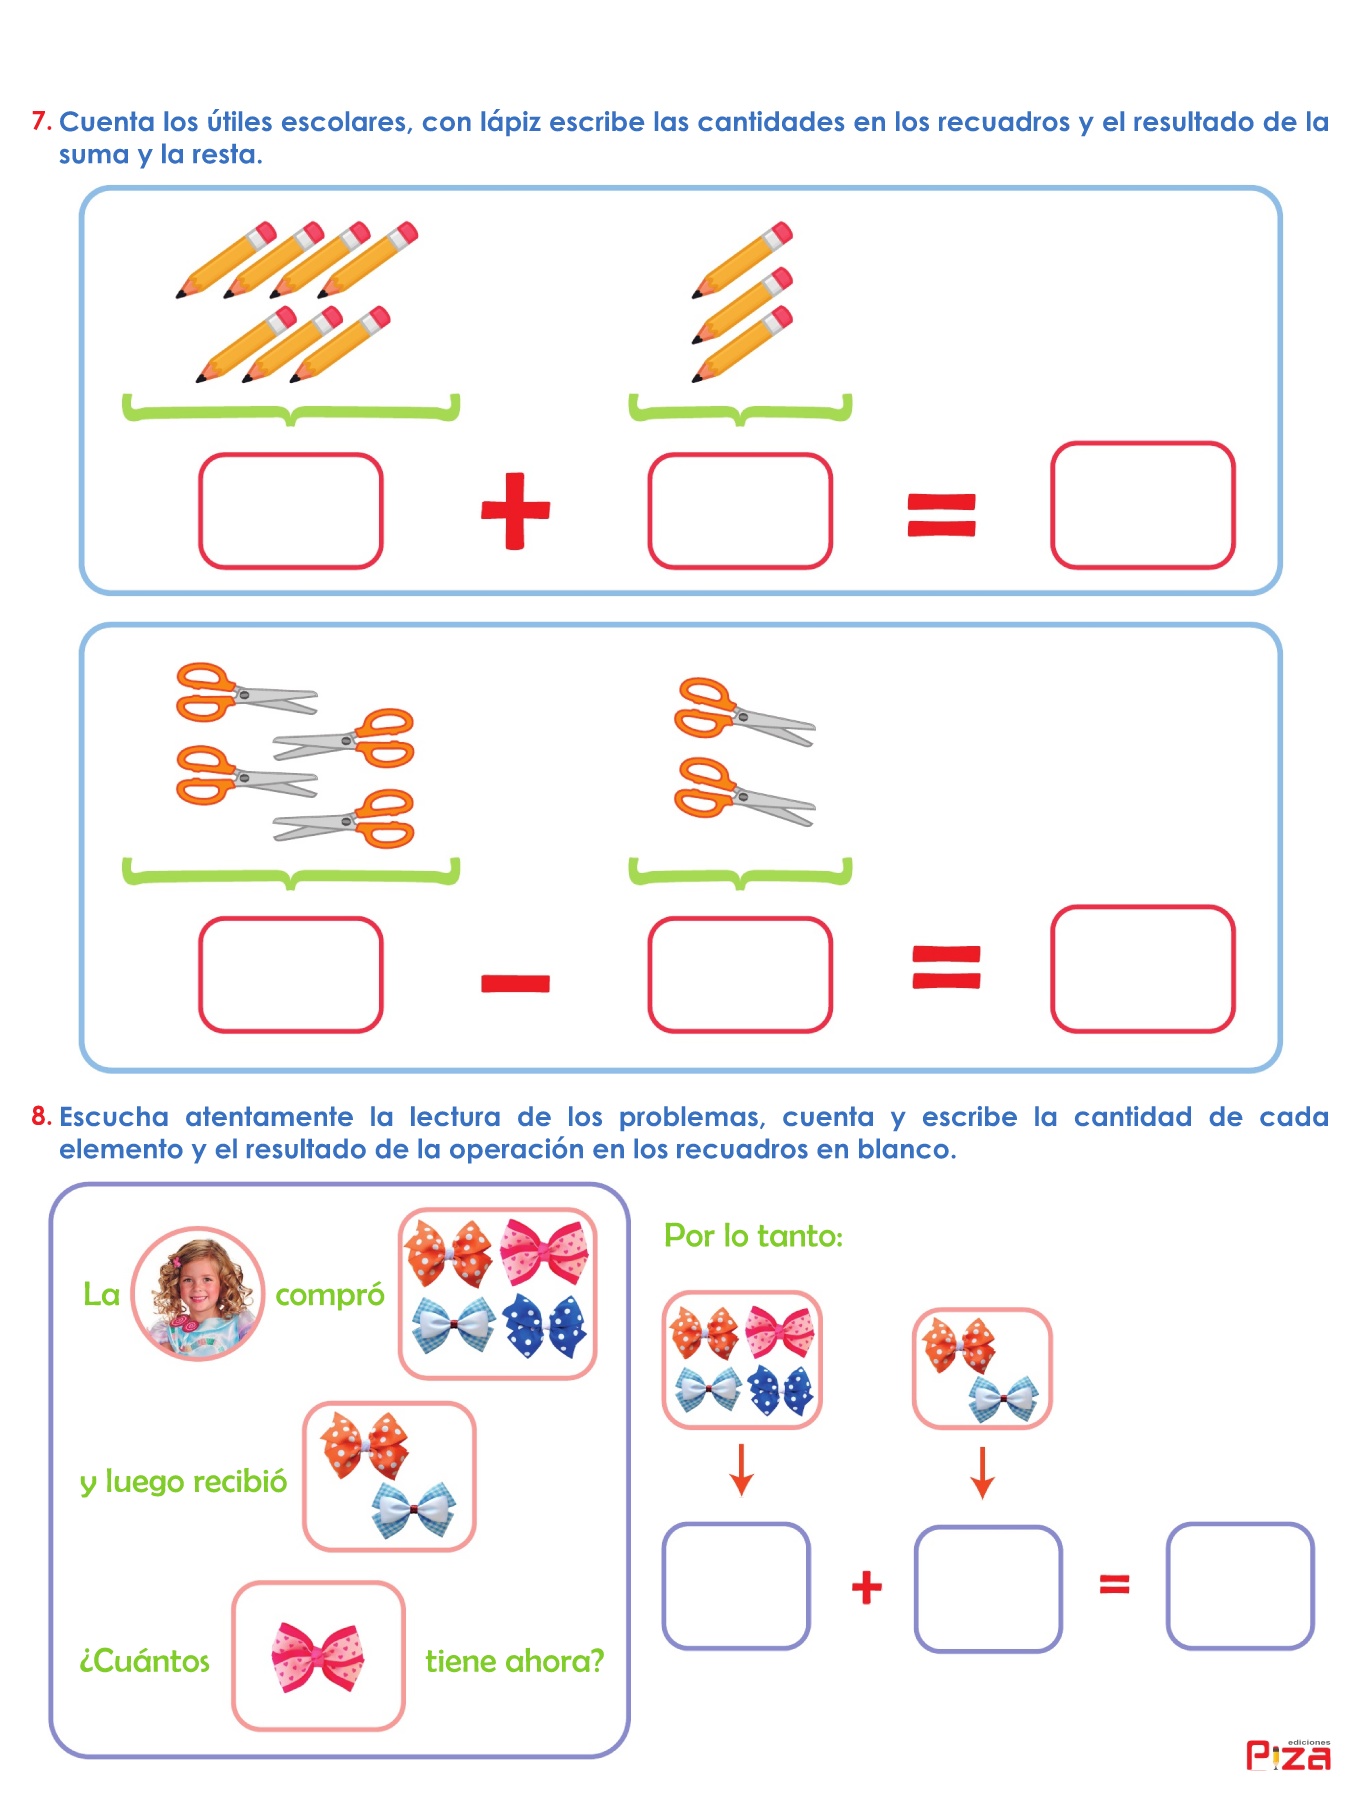 7. Cuenta los útiles escolares, con lápiz escribe las cantidades en los recuadros y el resultado de la
suma y la resta.
+ =
- =
8. Escucha atentamente la lectura de los problemas, cuenta y escribe la cantidad de cada
elemento y el resultado de la operación en los recuadros en blanco.
La compró
y luego recibió
¿Cuántos tiene ahora?
Por lo tanto:
+ =
ediciones
Piza